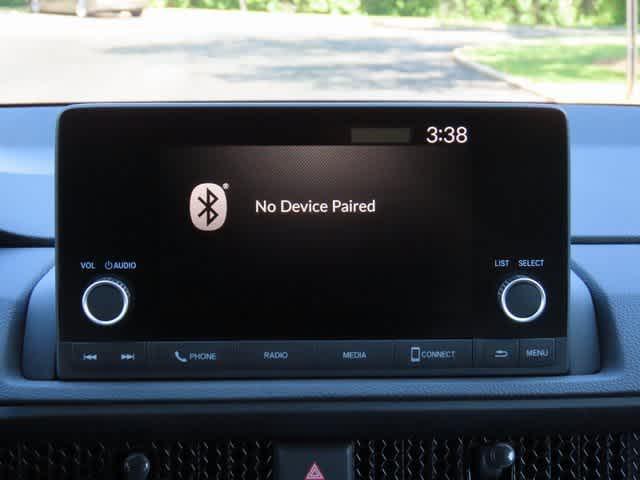 3:38
®
No Device Paired
VOL AUDIO
LIST SELECT
PHONE RADIO MEDIA CONNECT MENU